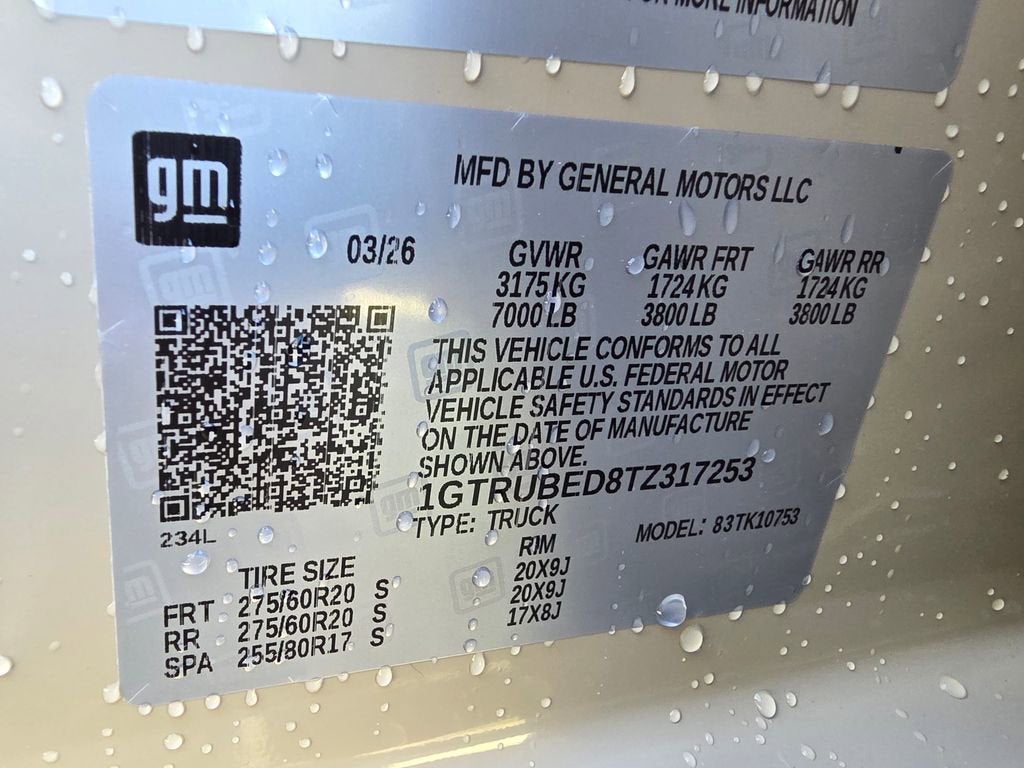 FOR MORE INFORMATION
gm
MFD BY GENERAL MOTORS LLC
03/26
GVWR GAWR FRT GAWR RR
3175 KG 1724 KG 1724 KG
7000 LB 3800 LB 3800 LB
THIS VEHICLE CONFORMS TO ALL
APPLICABLE U.S. FEDERAL MOTOR
VEHICLE SAFETY STANDARDS IN EFFECT
ON THE DATE OF MANUFACTURE
SHOWN ABOVE.
1GTRUBED8TZ317253
TYPE: TRUCK MODEL: 83TK10753
234L
TIRE SIZE RIM
FRT 275/60R20 S 20X9J
RR 275/60R20 S 20X9J
SPA 255/80R17 S 17X8J